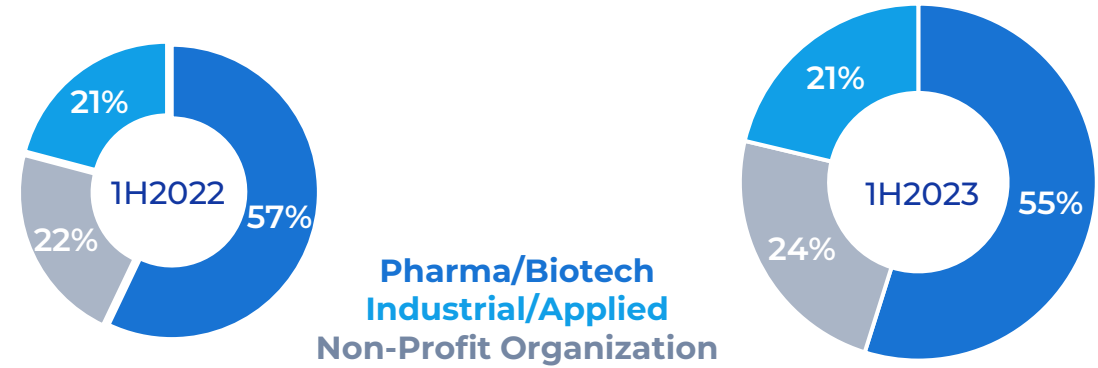 21%
1H2022
57%
22%
Pharma/Biotech
Industrial/Applied
Non-Profit Organization
21%
1H2023
55%
24%